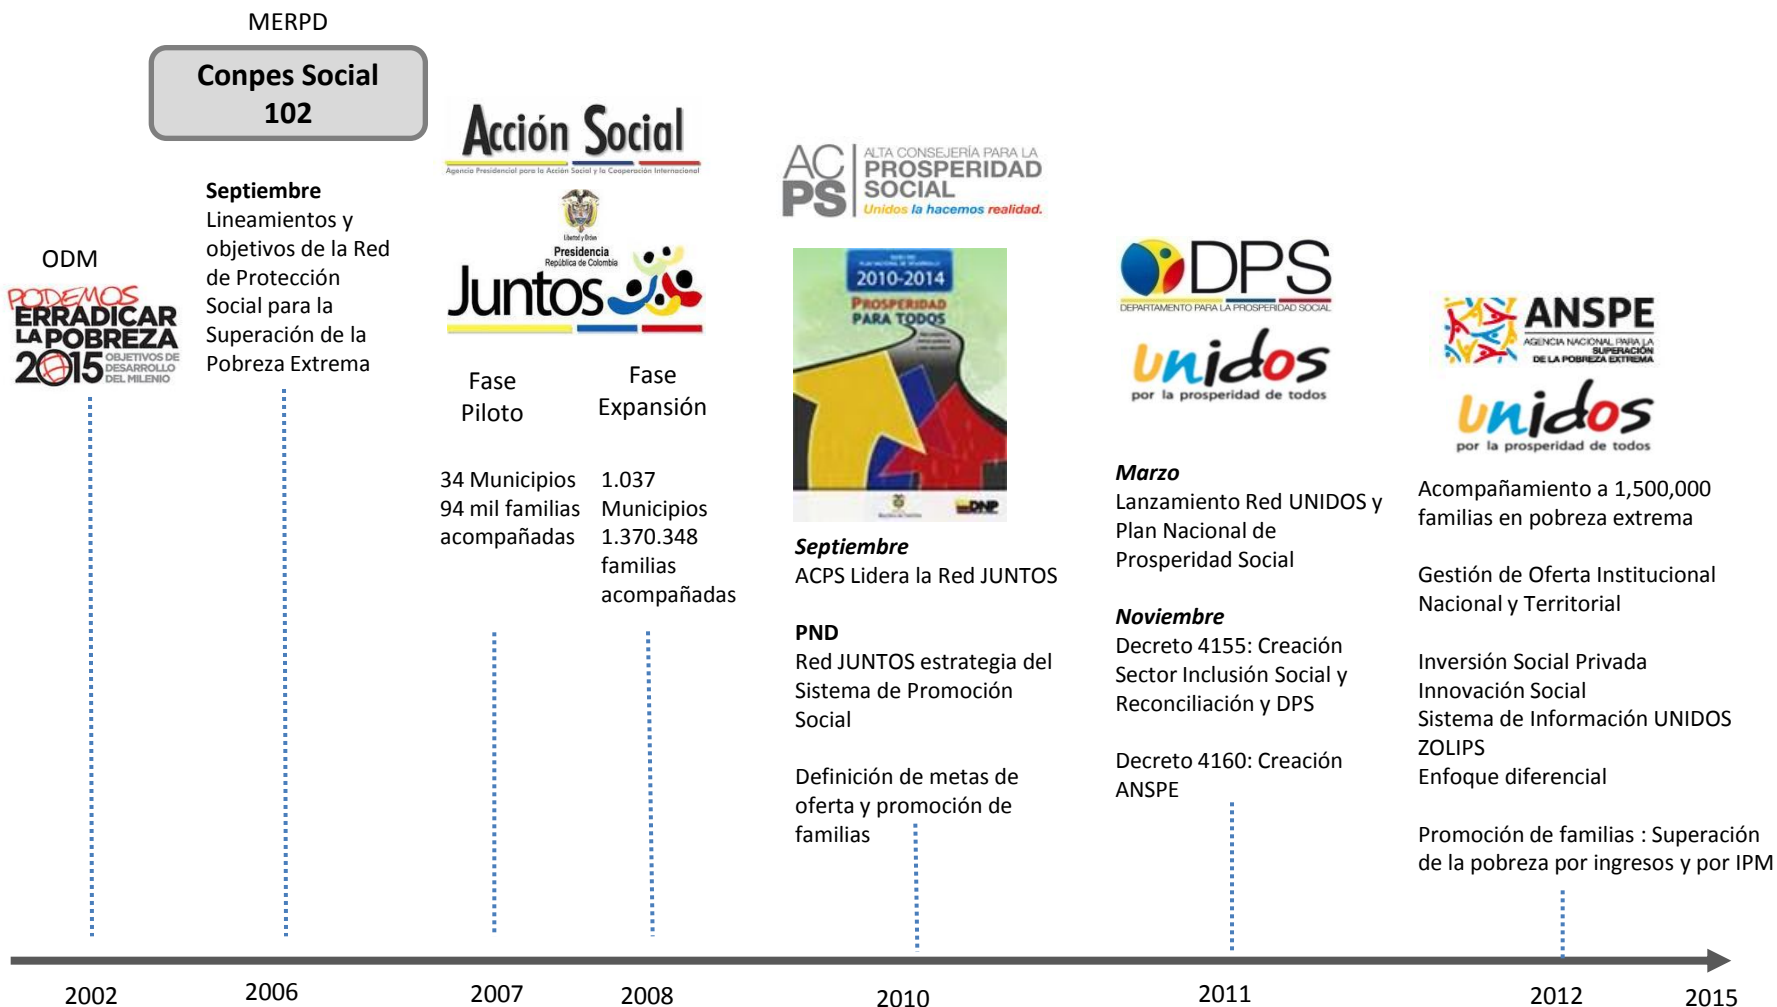 MERPD
Conpes Social
102
Septiembre
Lineamientos y
objetivos de la Red
de Protección
Social para la
Superación de la
Pobreza Extrema
ODM
PODEMOS
ERRADICAR
LA POBREZA
2015 OBJETIVOS DE
DESARROLLO
DEL MILENIO
Acción Social
Agencia Presidencial para la Acción Social y la Cooperación Internacional
Libertad y Orden
Presidencia
República de Colombia
Juntos
Fase
Piloto
34 Municipios
94 mil familias
acompañadas
Fase
Expansión
1.037
Municipios
1.370.348
familias
acompañadas
ACPS
ALTA CONSEJERÍA PARA LA
PROSPERIDAD
SOCIAL
Unidos la hacemos realidad.
2010-2014
PROSPERIDAD
PARA TODOS
DNP
Septiembre
ACPS Lidera la Red JUNTOS
PND
Red JUNTOS estrategia del
Sistema de Promoción
Social
Definición de metas de
oferta y promoción de
familias
DPS
DEPARTAMENTO PARA LA PROSPERIDAD SOCIAL
unidos
por la prosperidad de todos
Marzo
Lanzamiento Red UNIDOS y
Plan Nacional de
Prosperidad Social
Noviembre
Decreto 4155: Creación
Sector Inclusión Social y
Reconciliación y DPS
Decreto 4160: Creación
ANSPE
ANSPE
AGENCIA NACIONAL PARA LA
SUPERACIÓN
DE LA POBREZA EXTREMA
unidos
por la prosperidad de todos
Acompañamiento a 1,500,000
familias en pobreza extrema
Gestión de Oferta Institucional
Nacional y Territorial
Inversión Social Privada
Innovación Social
Sistema de Información UNIDOS
ZOLIPS
Enfoque diferencial
Promoción de familias : Superación
de la pobreza por ingresos y por IPM
2002
2006
2007
2008
2010
2011
2012
2015